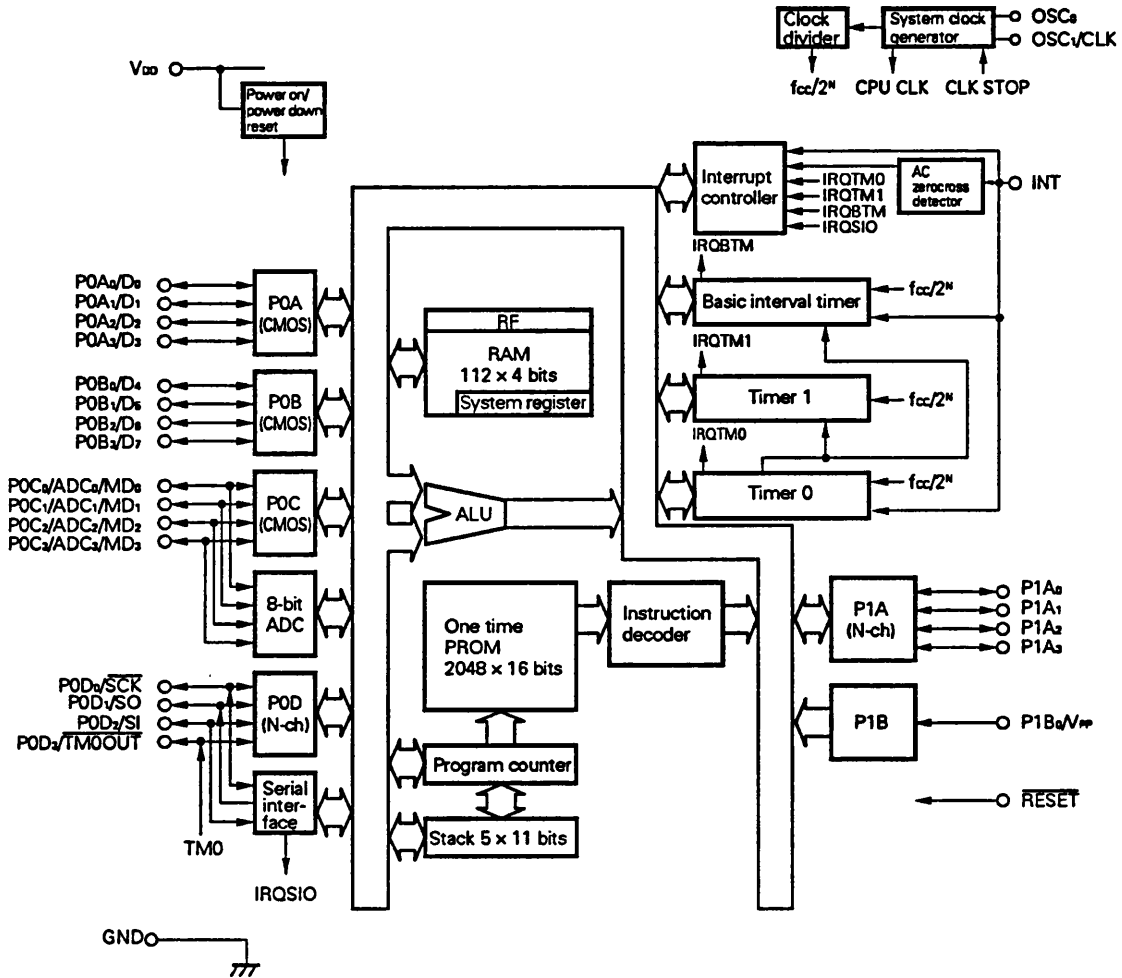 Clock
divider
System clock
generator
OSC₀
OSC₁/CLK
fcc/2ᴺ
CPU CLK
CLK STOP
VDD
Power on/
power down
reset
Interrupt
controller
IRQTM0
IRQTM1
IRQBTM
IRQSIO
AC
zerocross
detector
INT
IRQBTM
Basic interval timer
fcc/2ᴺ
IRQTM1
Timer 1
fcc/2ᴺ
IRQTM0
Timer 0
fcc/2ᴺ
P0A₀/D₀
P0A₁/D₁
P0A₂/D₂
P0A₃/D₃
P0A
(CMOS)
P0B₀/D₄
P0B₁/D₅
P0B₂/D₆
P0B₃/D₇
P0B
(CMOS)
P0C₀/ADC₀/MD₀
P0C₁/ADC₁/MD₁
P0C₂/ADC₂/MD₂
P0C₃/ADC₃/MD₃
P0C
(CMOS)
8-bit
ADC
P0D₀/S̅C̅K̅
P0D₁/SO
P0D₂/SI
P0D₃/T̅M̅0̅O̅U̅T̅
P0D
(N-ch)
Serial
inter-
face
TM0
IRQSIO
RF
RAM
112 × 4 bits
System register
ALU
One time
PROM
2048 × 16 bits
Instruction
decoder
Program counter
Stack 5 × 11 bits
P1A
(N-ch)
P1A₀
P1A₁
P1A₂
P1A₃
P1B
P1B₀/VPP
R̅E̅S̅E̅T̅
GND